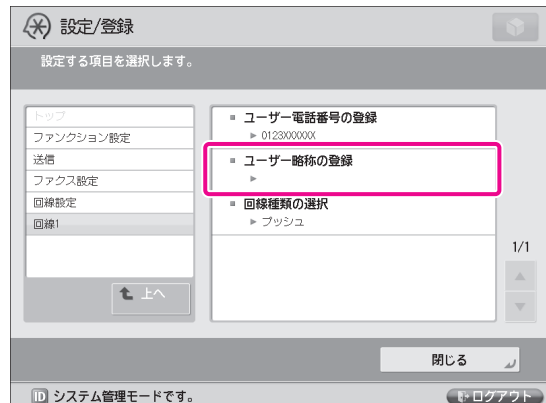 設定/登録
設定する項目を選択します。
トップ
ファンクション設定
送信
ファクス設定
回線設定
回線1
上へ
ユーザー電話番号の登録
0123XXXXXX
ユーザー略称の登録
回線種類の選択
プッシュ
1/1
閉じる
ID システム管理モードです。
ログアウト